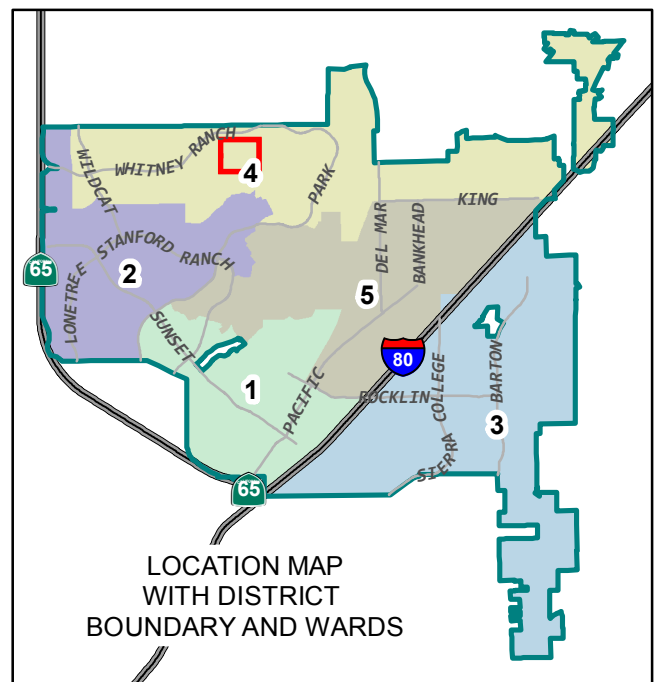 WHITNEY RANCH
WILDCAT
4
PARK
KING
DEL MAR
BANKHEAD
STANFORD RANCH
65
2
LONETREE
5
SUNSET
80
1
PACIFIC
ROCKLIN
COLLEGE
BARTON
3
SIERRA
65
LOCATION MAP
WITH DISTRICT
BOUNDARY AND WARDS